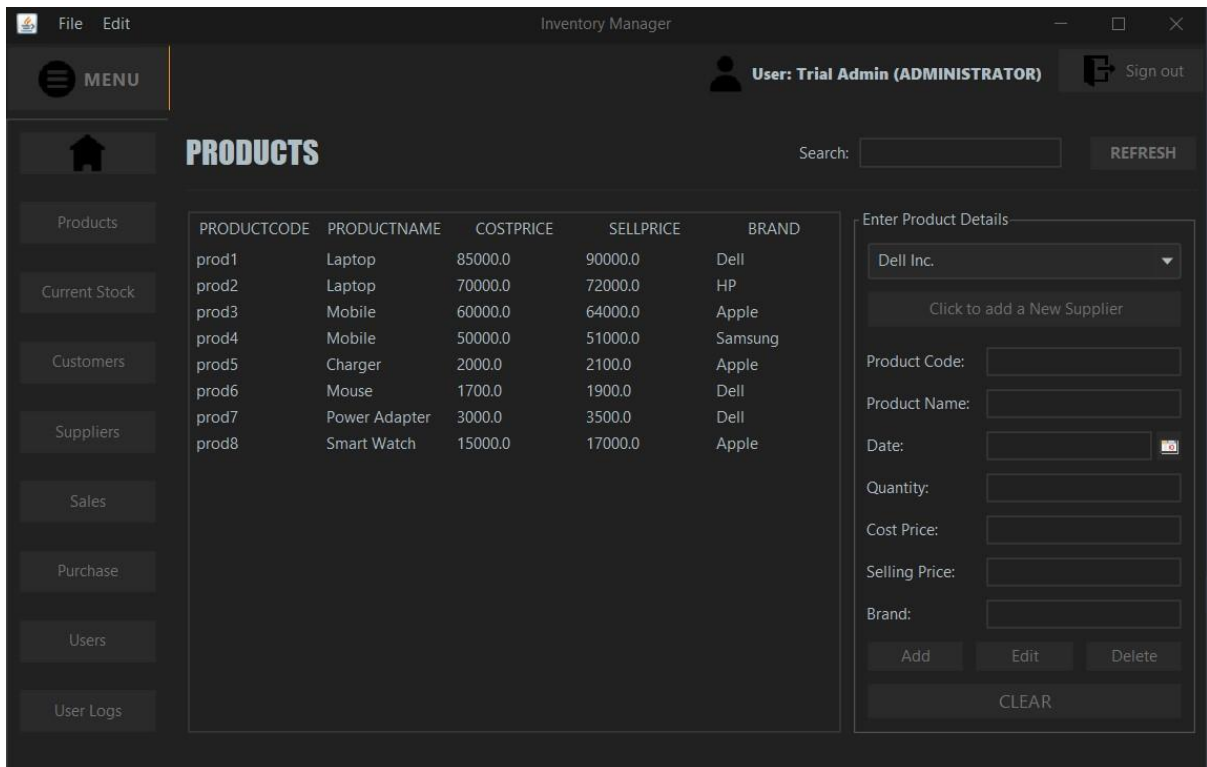 File Edit Inventory Manager
MENU User: Trial Admin (ADMINISTRATOR) Sign out
PRODUCTS Search: REFRESH
Products
Current Stock
Customers
Suppliers
Sales
Purchase
Users
User Logs
PRODUCTCODE PRODUCTNAME COSTPRICE SELLPRICE BRAND
prod1 Laptop 85000.0 90000.0 Dell
prod2 Laptop 70000.0 72000.0 HP
prod3 Mobile 60000.0 64000.0 Apple
prod4 Mobile 50000.0 51000.0 Samsung
prod5 Charger 2000.0 2100.0 Apple
prod6 Mouse 1700.0 1900.0 Dell
prod7 Power Adapter 3000.0 3500.0 Dell
prod8 Smart Watch 15000.0 17000.0 Apple
Enter Product Details
Dell Inc.
Click to add a New Supplier
Product Code:
Product Name:
Date:
Quantity:
Cost Price:
Selling Price:
Brand:
Add Edit Delete
CLEAR